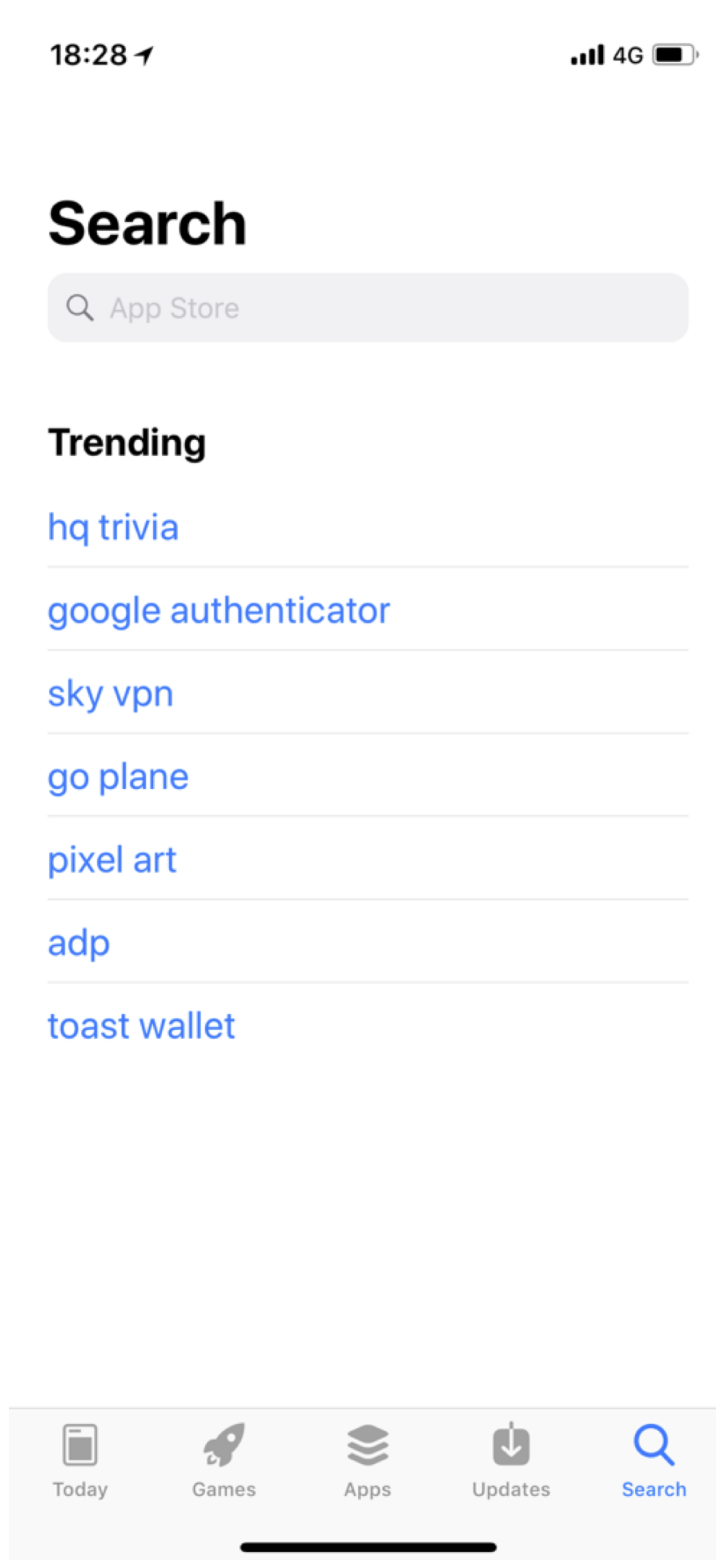 18:28 4G
Search
App Store
Trending
hq trivia
google authenticator
sky vpn
go plane
pixel art
adp
toast wallet
Today Games Apps Updates Search